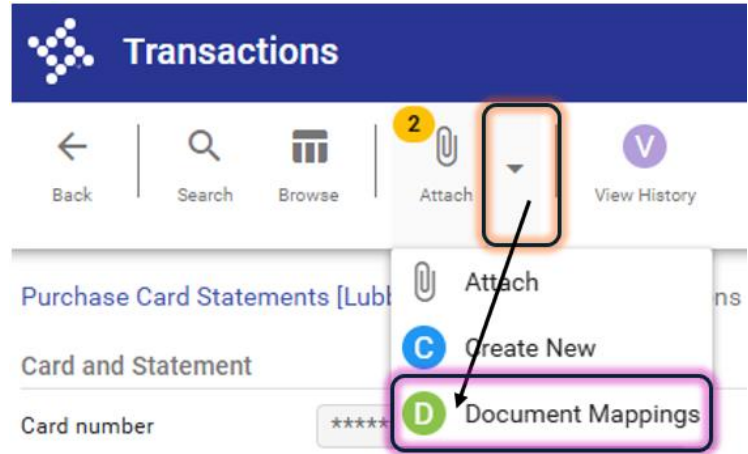 Transactions
2
V
Back Search Browse Attach View History
Attach
Purchase Card Statements [Lubb ns
C Create New
Card and Statement
D Document Mappings
Card number *****